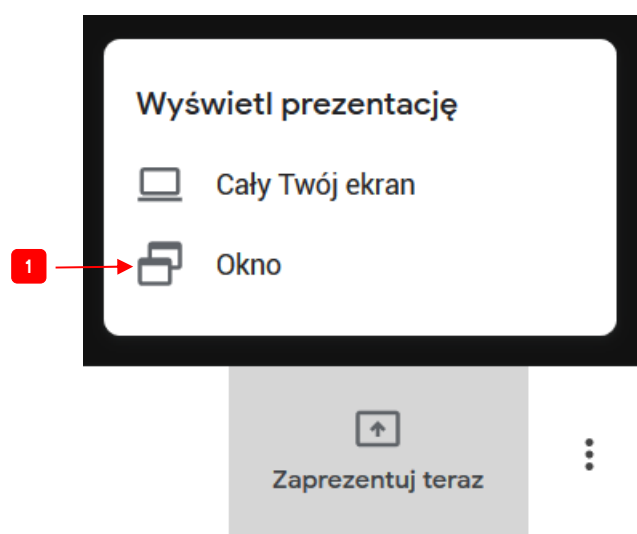 Wyświetl prezentację
Cały Twój ekran
1
Okno
Zaprezentuj teraz